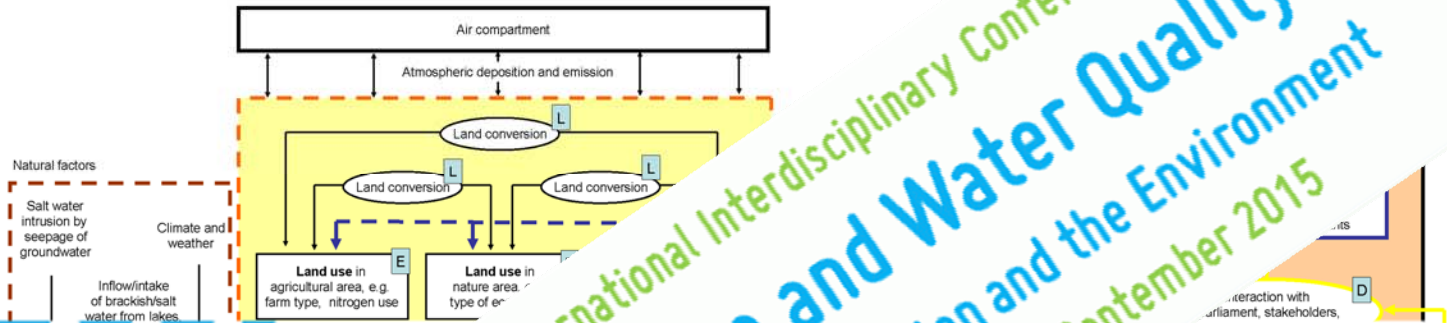 Air compartment
Atmospheric deposition and emission
Land conversion
L
Natural factors
Land conversion
L
Land conversion
L
Salt water
intrusion by
seepage of
groundwater
Climate and
weather
Inflow/intake
of brackish/salt
water from lakes
Land use in
agricultural area, e.g.
farm type, nitrogen use
E
Land use in
nature area,
type of
Interdisciplinary
and Water Quality
and the Environment
September 2015
interaction with
parliament, stakeholders,
D